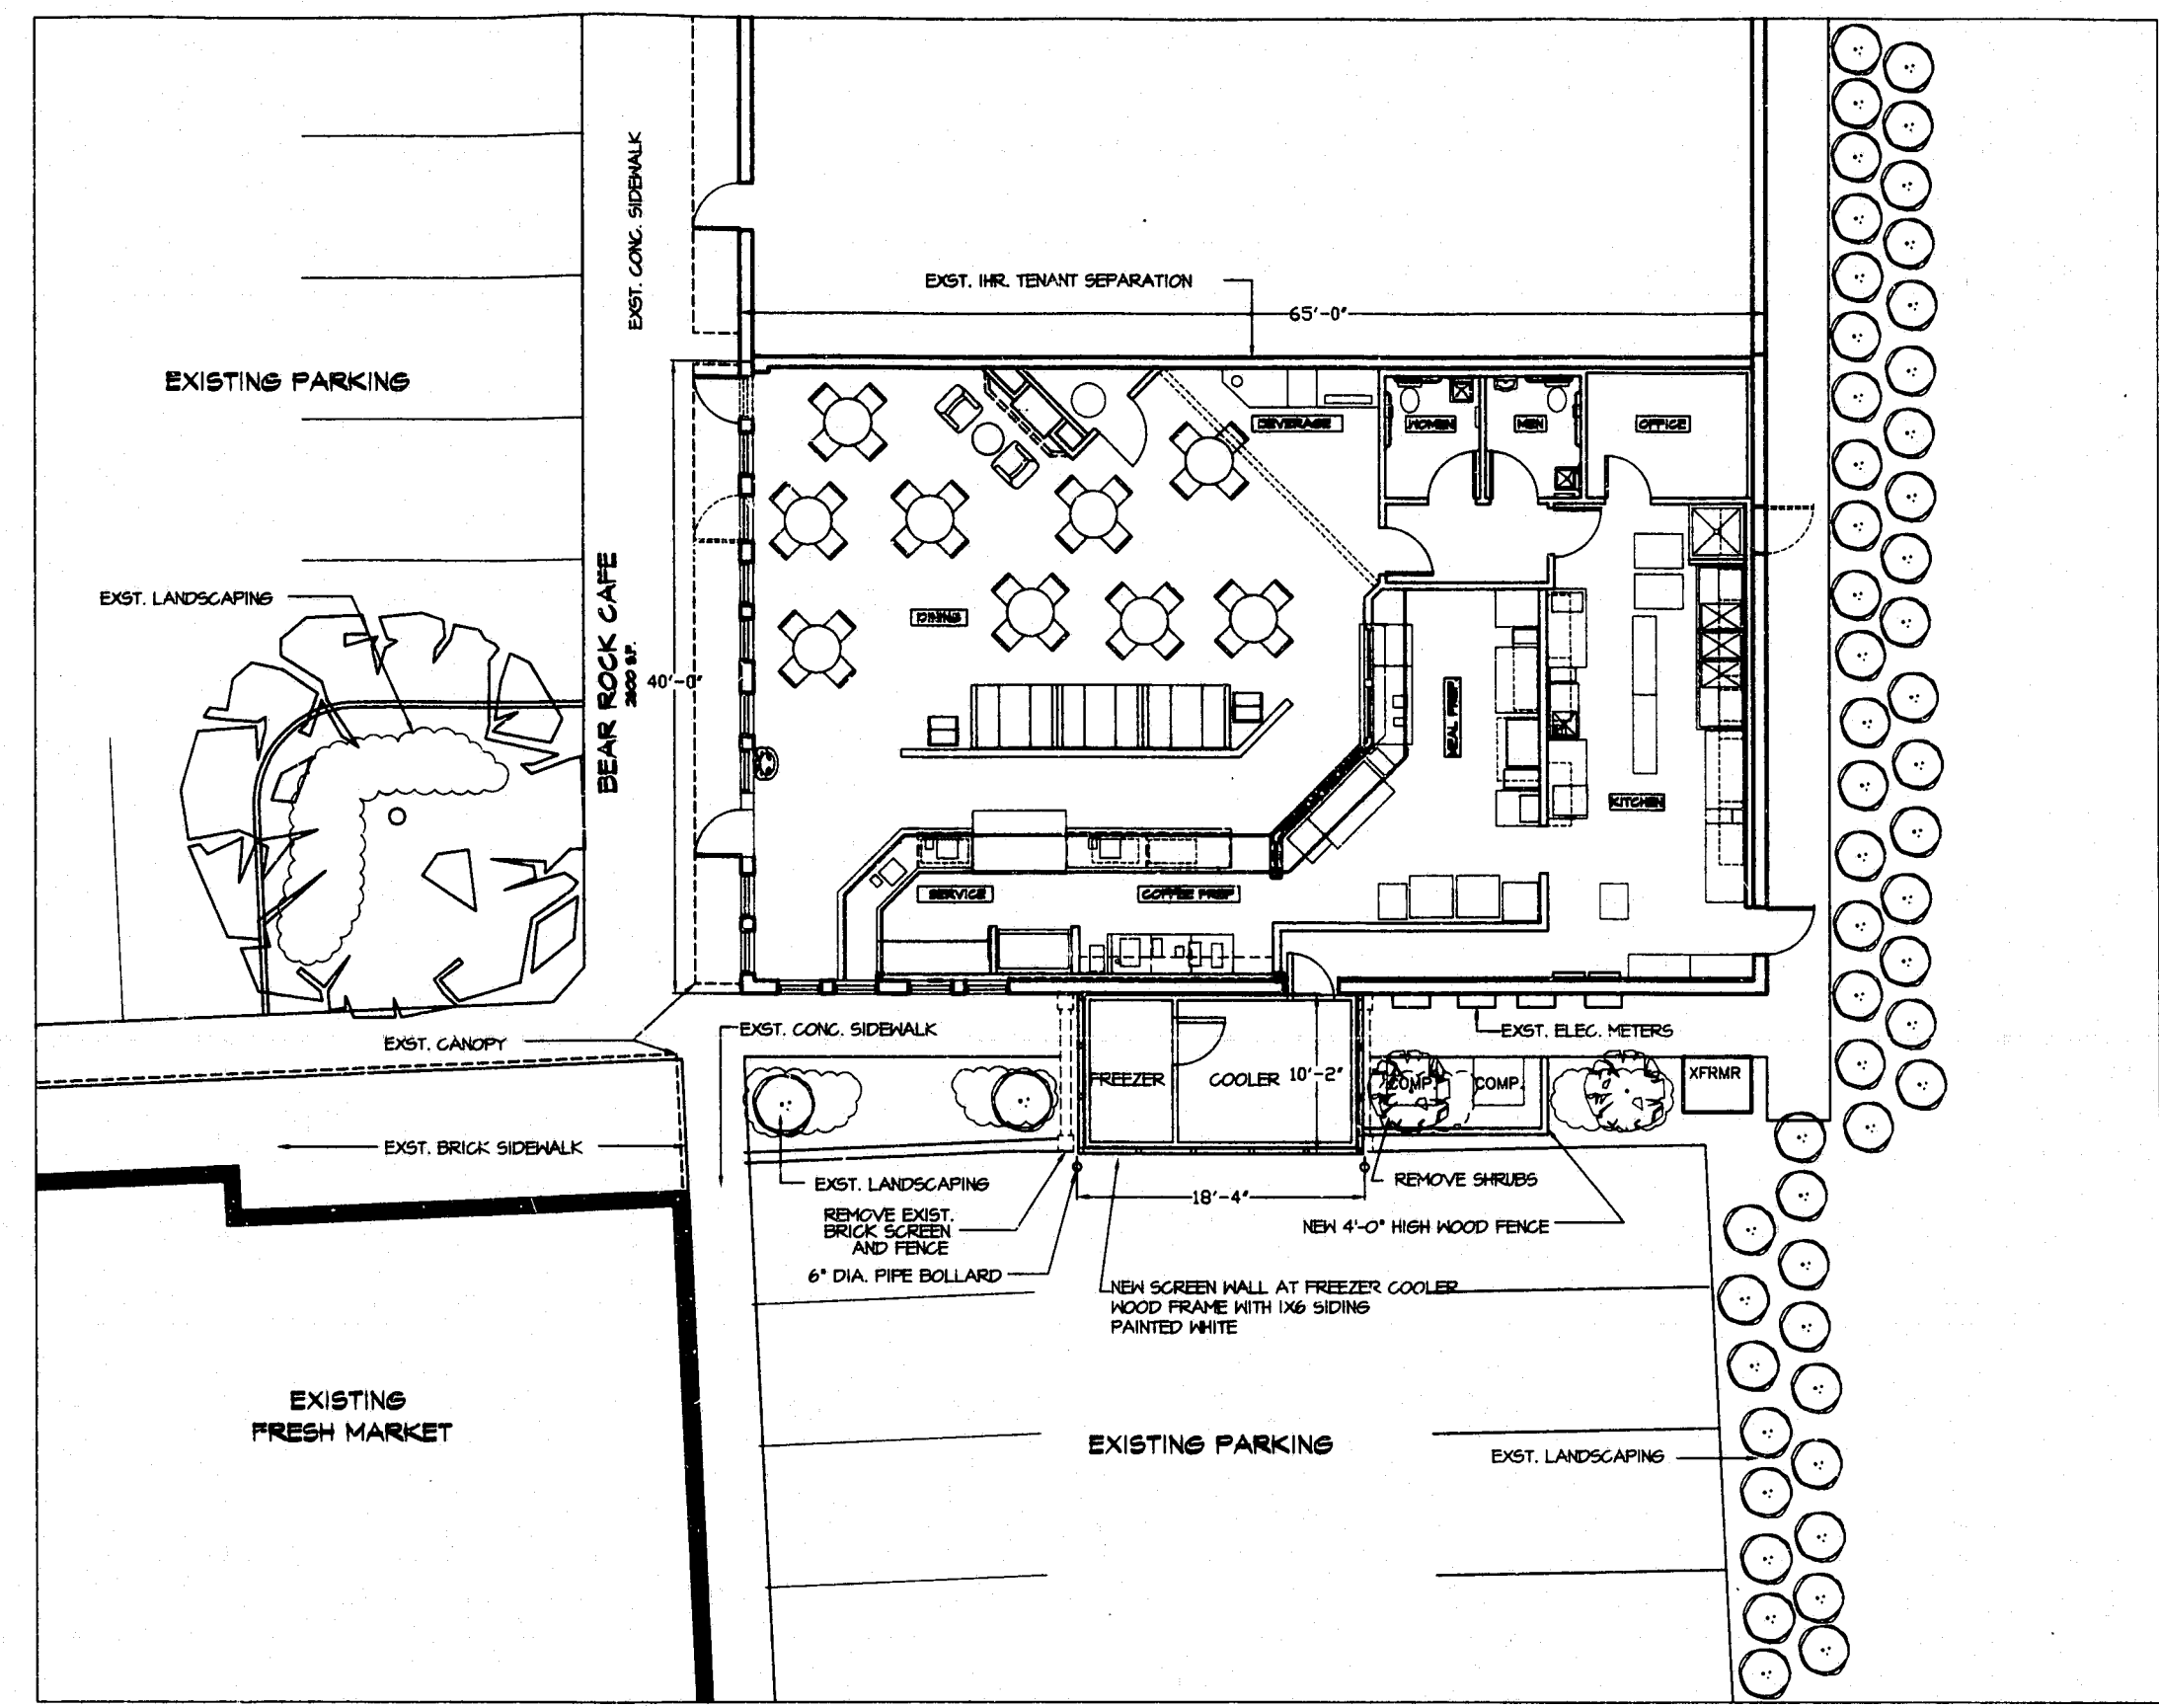 EXST. CONC. SIDEWALK
EXST. 1HR. TENANT SEPARATION
65'-0"
EXISTING PARKING
BEVERAGE
WOMEN
MEN
OFFICE
EXST. LANDSCAPING
BEAR ROCK CAFE
2600 S.F.
40'-0"
DINING
MEAL PREP
KITCHEN
SERVICE
COFFEE PREP
EXST. CANOPY
EXST. CONC. SIDEWALK
EXST. ELEC. METERS
FREEZER
COOLER
10'-2"
COMP.
COMP.
XFRMR
EXST. BRICK SIDEWALK
EXST. LANDSCAPING
REMOVE SHRUBS
18'-4"
REMOVE EXIST.
BRICK SCREEN
AND FENCE
NEW 4'-0" HIGH WOOD FENCE
6" DIA. PIPE BOLLARD
NEW SCREEN WALL AT FREEZER COOLER
WOOD FRAME WITH 1X6 SIDING
PAINTED WHITE
EXISTING
FRESH MARKET
EXISTING PARKING
EXST. LANDSCAPING